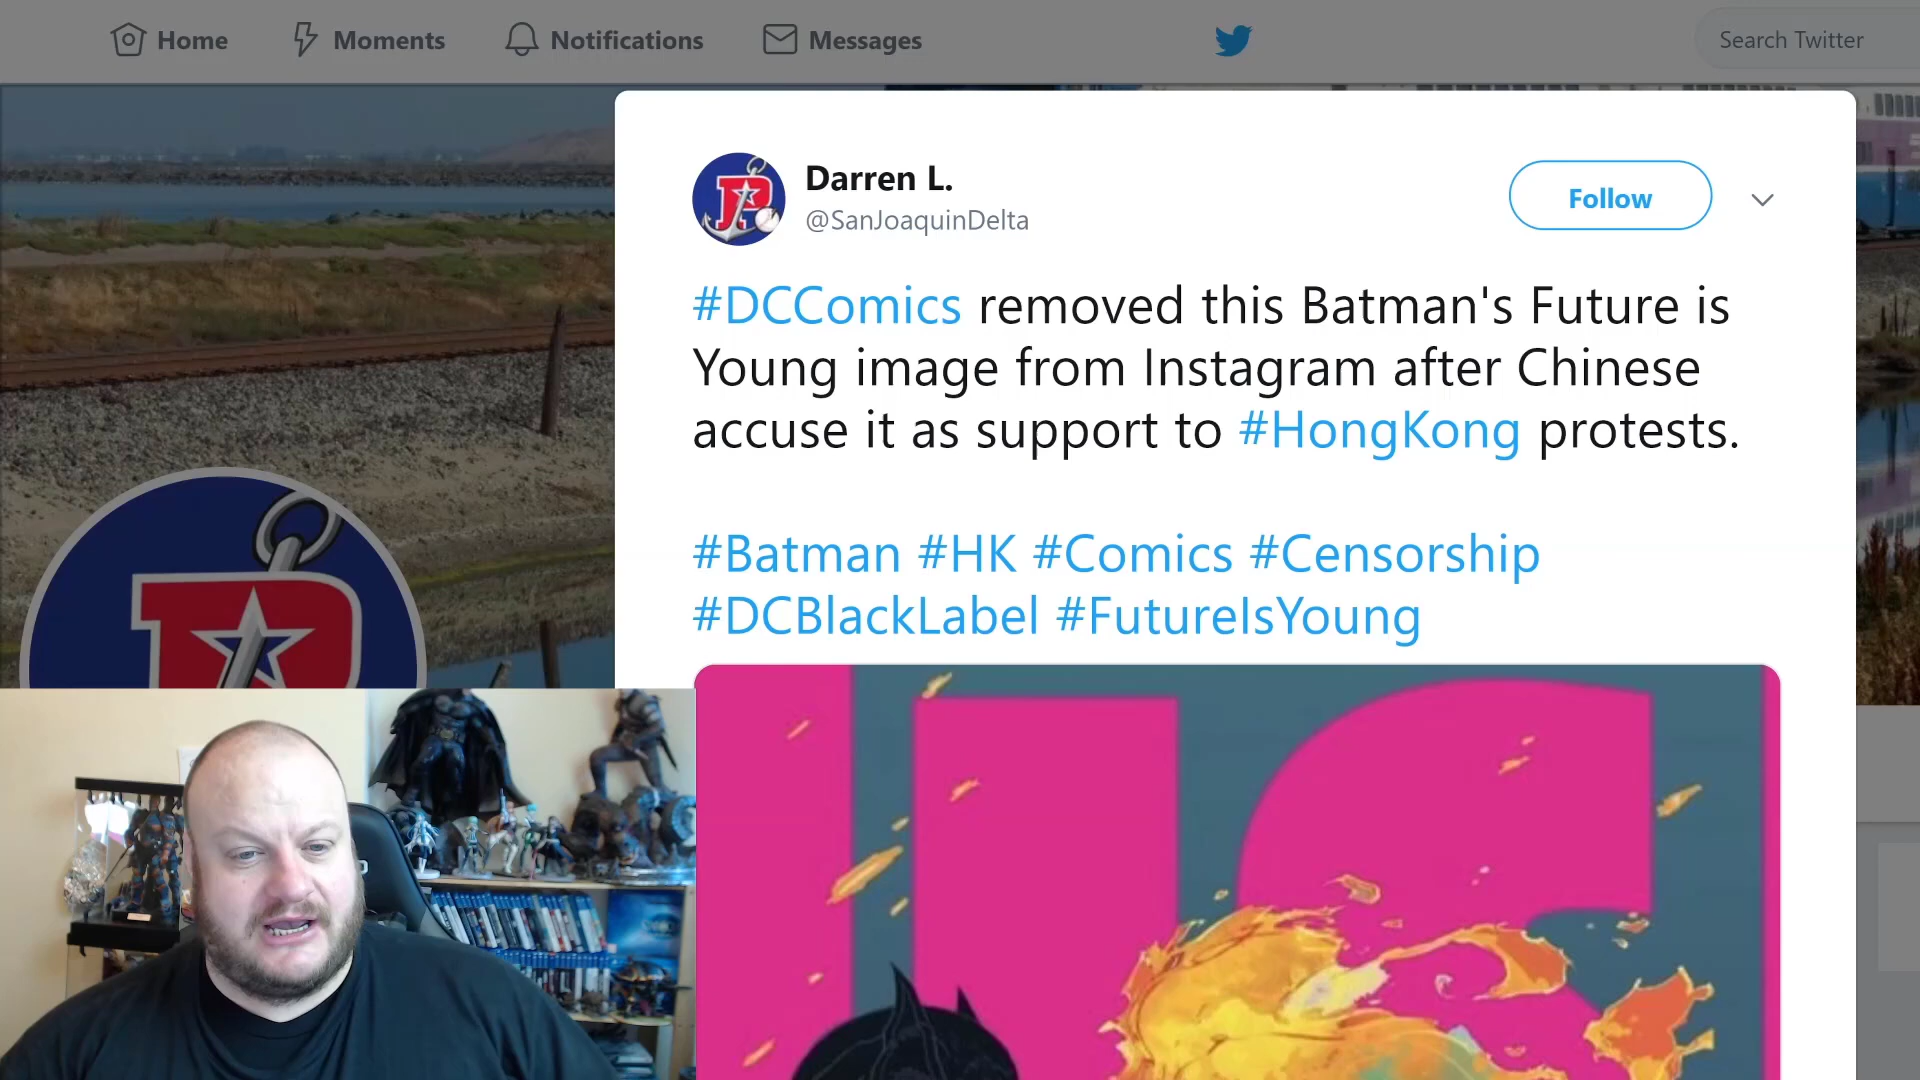 Home Moments Notifications Messages Search Twitter
Darren L.
@SanJoaquinDelta
Follow
#DCComics removed this Batman's Future is
Young image from Instagram after Chinese
accuse it as support to #HongKong protests.
#Batman #HK #Comics #Censorship
#DCBlackLabel #FutureIsYoung